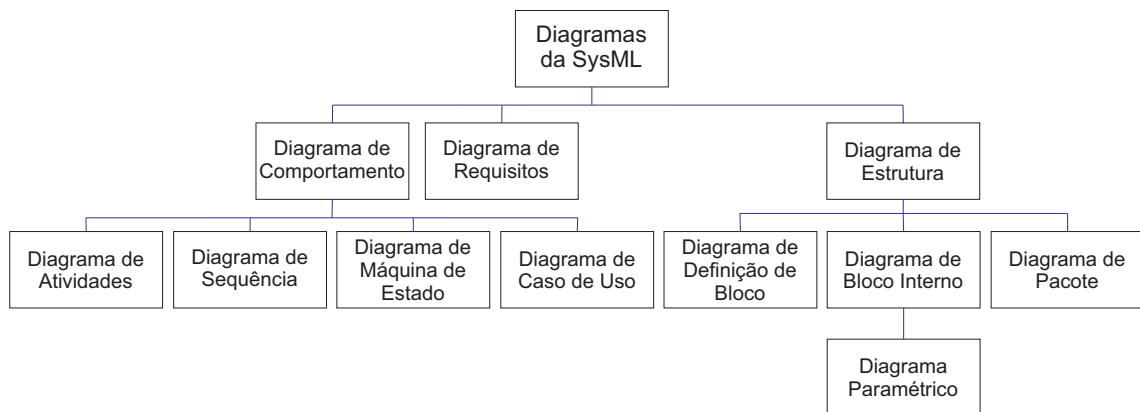 Diagramas
da SysML
Diagrama de
Comportamento
Diagrama de
Requisitos
Diagrama de
Estrutura
Diagrama de
Atividades
Diagrama de
Sequência
Diagrama de
Máquina de
Estado
Diagrama de
Caso de Uso
Diagrama de
Definição de
Bloco
Diagrama de
Bloco Interno
Diagrama de
Pacote
Diagrama
Paramétrico